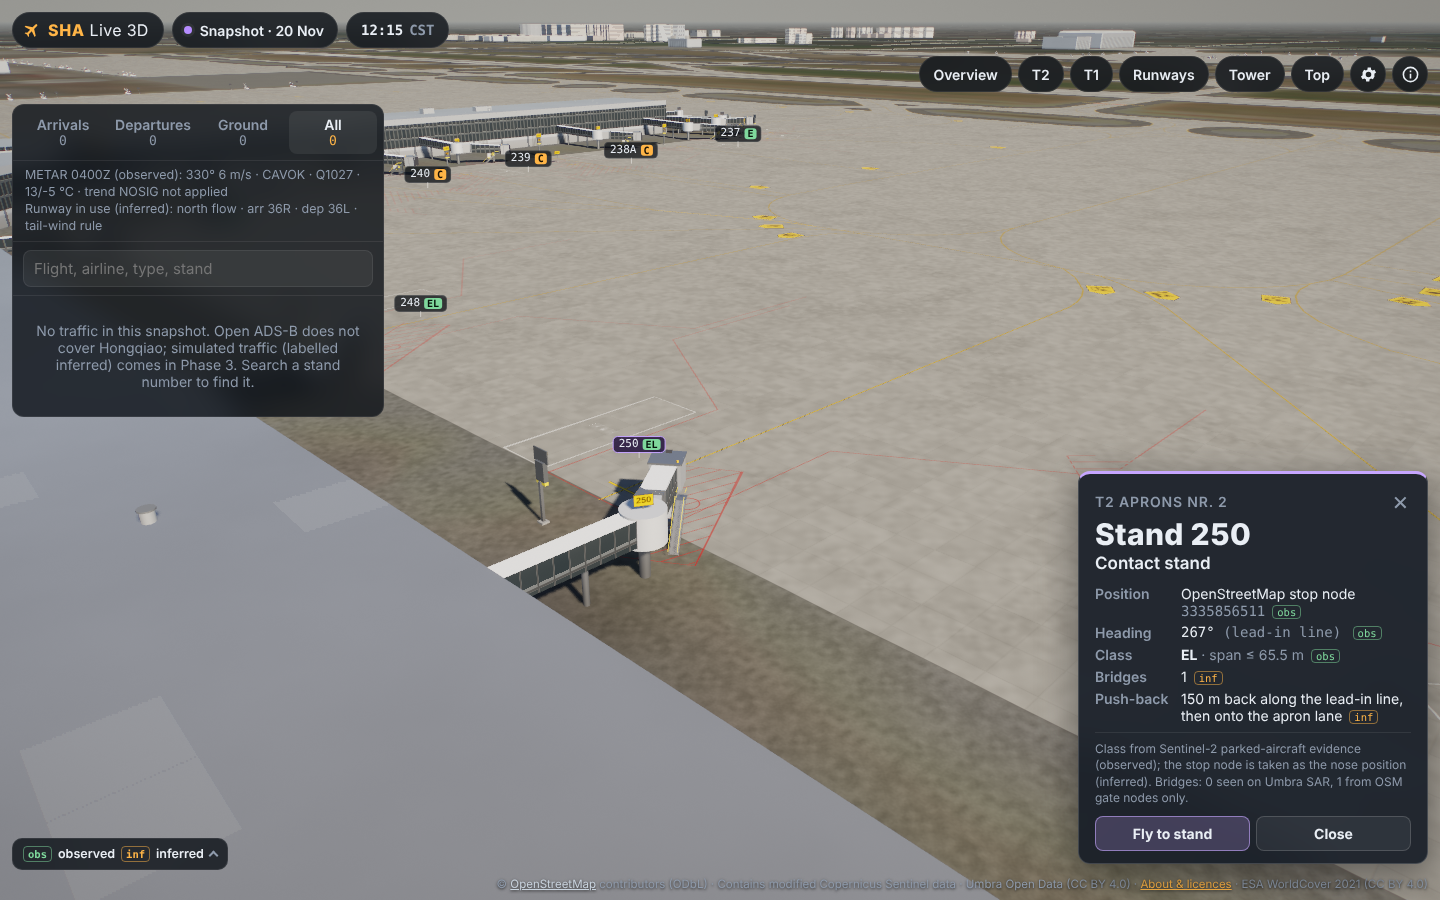 SHA Live 3D
Snapshot · 20 Nov
12:15 CST
Overview
T2
T1
Runways
Tower
Top
Arrivals
0
Departures
0
Ground
0
All
0
METAR 0400Z (observed): 330° 6 m/s · CAVOK · Q1027 ·
13/-5 °C · trend NOSIG not applied
Runway in use (inferred): north flow · arr 36R · dep 36L ·
tail-wind rule
Flight, airline, type, stand
No traffic in this snapshot. Open ADS-B does not
cover Hongqiao; simulated traffic (labelled
inferred) comes in Phase 3. Search a stand
number to find it.
237 E
238A C
239 C
240 C
248 EL
250 EL
250
T2 APRONS NR. 2
Stand 250
Contact stand
Position OpenStreetMap stop node
3335856511 obs
Heading 267° (lead-in line) obs
Class EL · span ≤ 65.5 m obs
Bridges 1 inf
Push-back 150 m back along the lead-in line,
then onto the apron lane inf
Class from Sentinel-2 parked-aircraft evidence
(observed); the stop node is taken as the nose position
(inferred). Bridges: 0 seen on Umbra SAR, 1 from OSM
gate nodes only.
Fly to stand
Close
obs observed inf inferred
© OpenStreetMap contributors (ODbL) · Contains modified Copernicus Sentinel data · Umbra Open Data (CC BY 4.0) · About & licences · ESA WorldCover 2021 (CC BY 4.0)